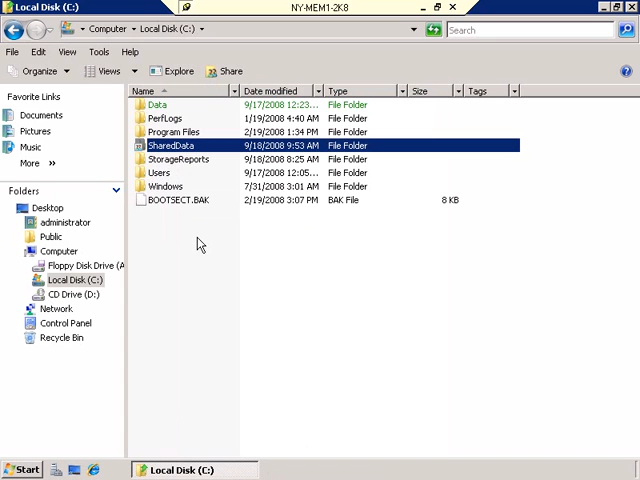 Local Disk (C:)
NY-MEM1-2K8
Computer
Local Disk (C:)
Search
File
Edit
View
Tools
Help
Organize
Views
Explore
Share
Favorite Links
Documents
Pictures
Music
More »
Folders
Desktop
administrator
Public
Computer
Floppy Disk Drive (A
Local Disk (C:)
CD Drive (D:)
Network
Control Panel
Recycle Bin
Name Date modified Type Size Tags
Data 9/17/2008 12:23... File Folder
PerfLogs 1/19/2008 4:40 AM File Folder
Program Files 2/19/2008 1:34 PM File Folder
SharedData 9/18/2008 9:53 AM File Folder
StorageReports 9/18/2008 8:25 AM File Folder
Users 9/17/2008 12:05... File Folder
Windows 7/31/2008 3:01 AM File Folder
BOOTSECT.BAK 2/19/2008 3:07 PM BAK File 8 KB
Start
Local Disk (C:)